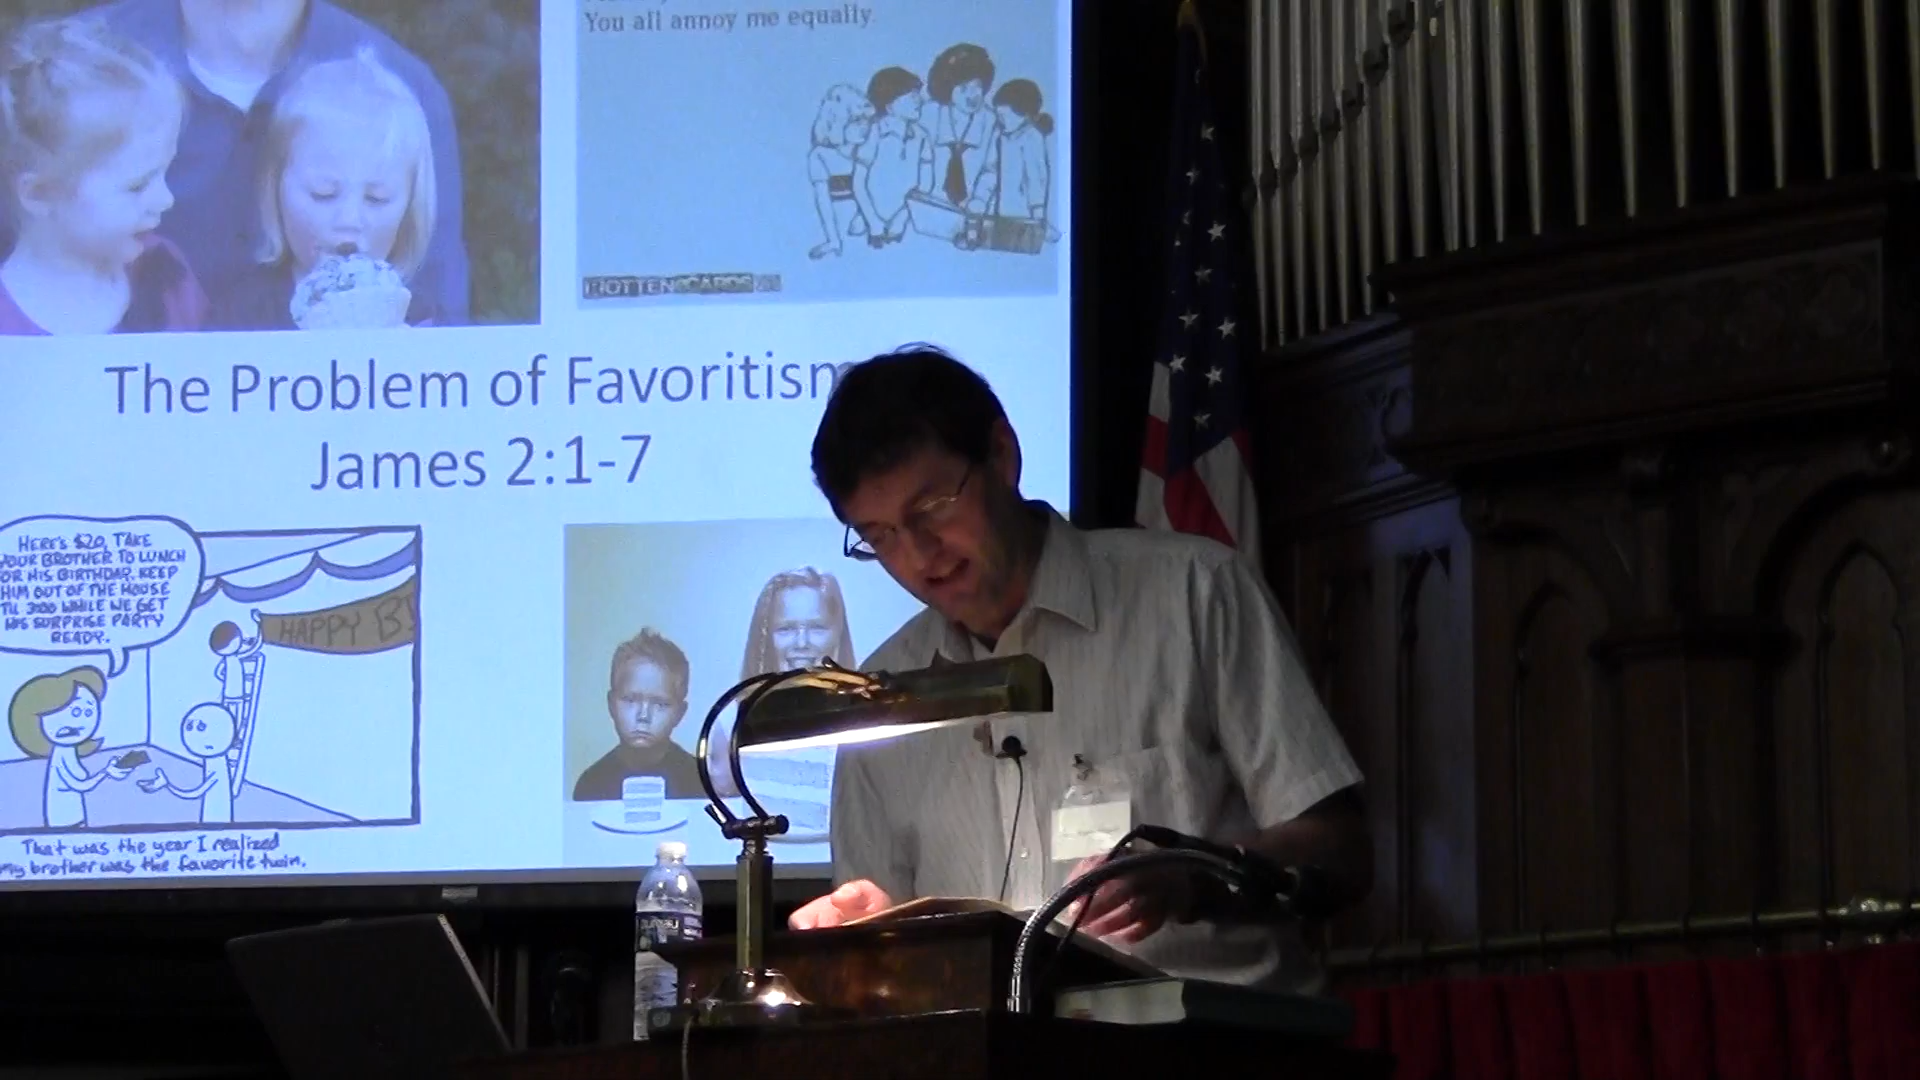 You all annoy me equally.
ROTTENECARDS
The Problem of Favoritism
James 2:1-7
HERE'S $20, TAKE
YOUR BROTHER TO LUNCH
FOR HIS BIRTHDAY. KEEP
HIM OUT OF THE HOUSE
TIL 3:00 WHILE WE GET
HIS SURPRISE PARTY
READY.
HAPPY B
That was the year I realized
my brother was the favorite twin.